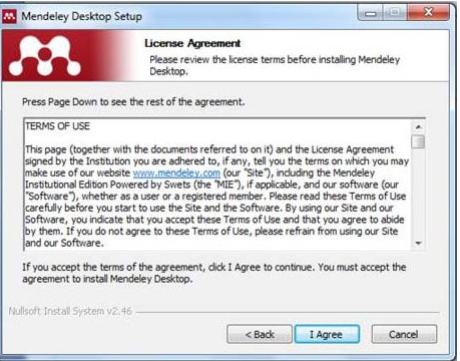 Mendeley Desktop Setup
License Agreement
Please review the license terms before installing Mendeley
Desktop.
Press Page Down to see the rest of the agreement.
TERMS OF USE
This page (together with the documents referred to on it) and the License Agreement
signed by the Institution you are adhered to, if any, tell you the terms on which you may
make use of our website www.mendeley.com (our "Site"), including the Mendeley
Institutional Edition Powered by Swets (the "MIE"), if applicable, and our software (our
"Software"), whether as a user or a registered member. Please read these Terms of Use
carefully before you start to use the Site and the Software. By using our Site and our
Software, you indicate that you accept these Terms of Use and that you agree to abide
by them. If you do not agree to these Terms of Use, please refrain from using our Site
and our Software.
If you accept the terms of the agreement, click I Agree to continue. You must accept the
agreement to install Mendeley Desktop.
Nullsoft Install System v2.46
< Back I Agree Cancel